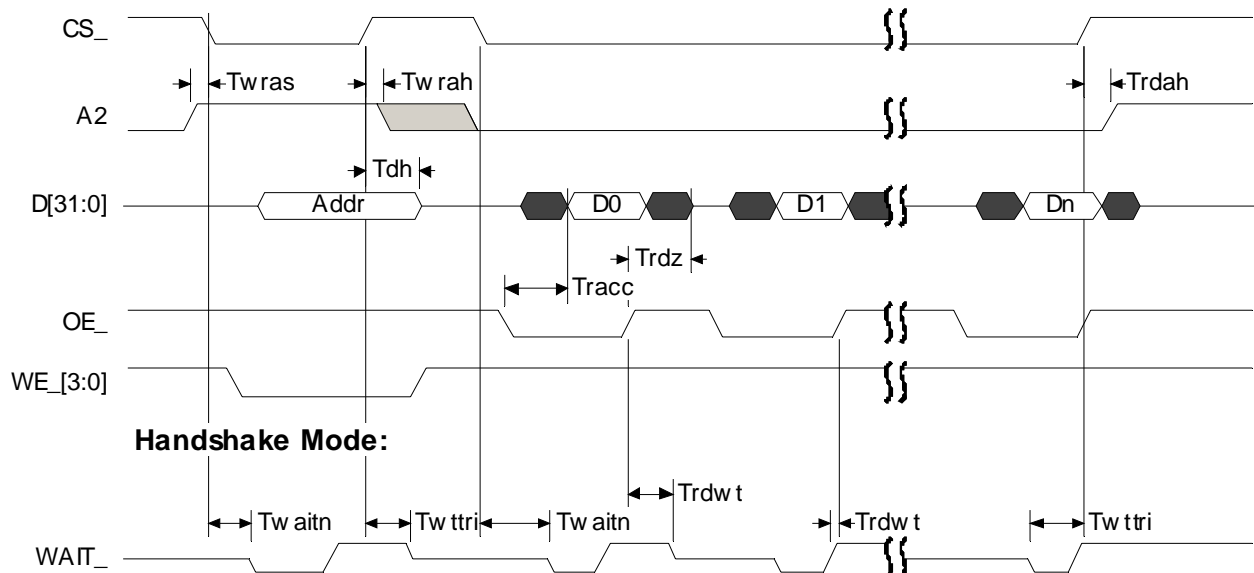 CS_
Twras
Twrah
Trdah
A2
Tdh
D[31:0]
Addr
D0
D1
Dn
Trdz
Tracc
OE_
WE_[3:0]
Handshake Mode:
Trdwt
Twaitn
Twttri
Twaitn
Trdwt
Twttri
WAIT_